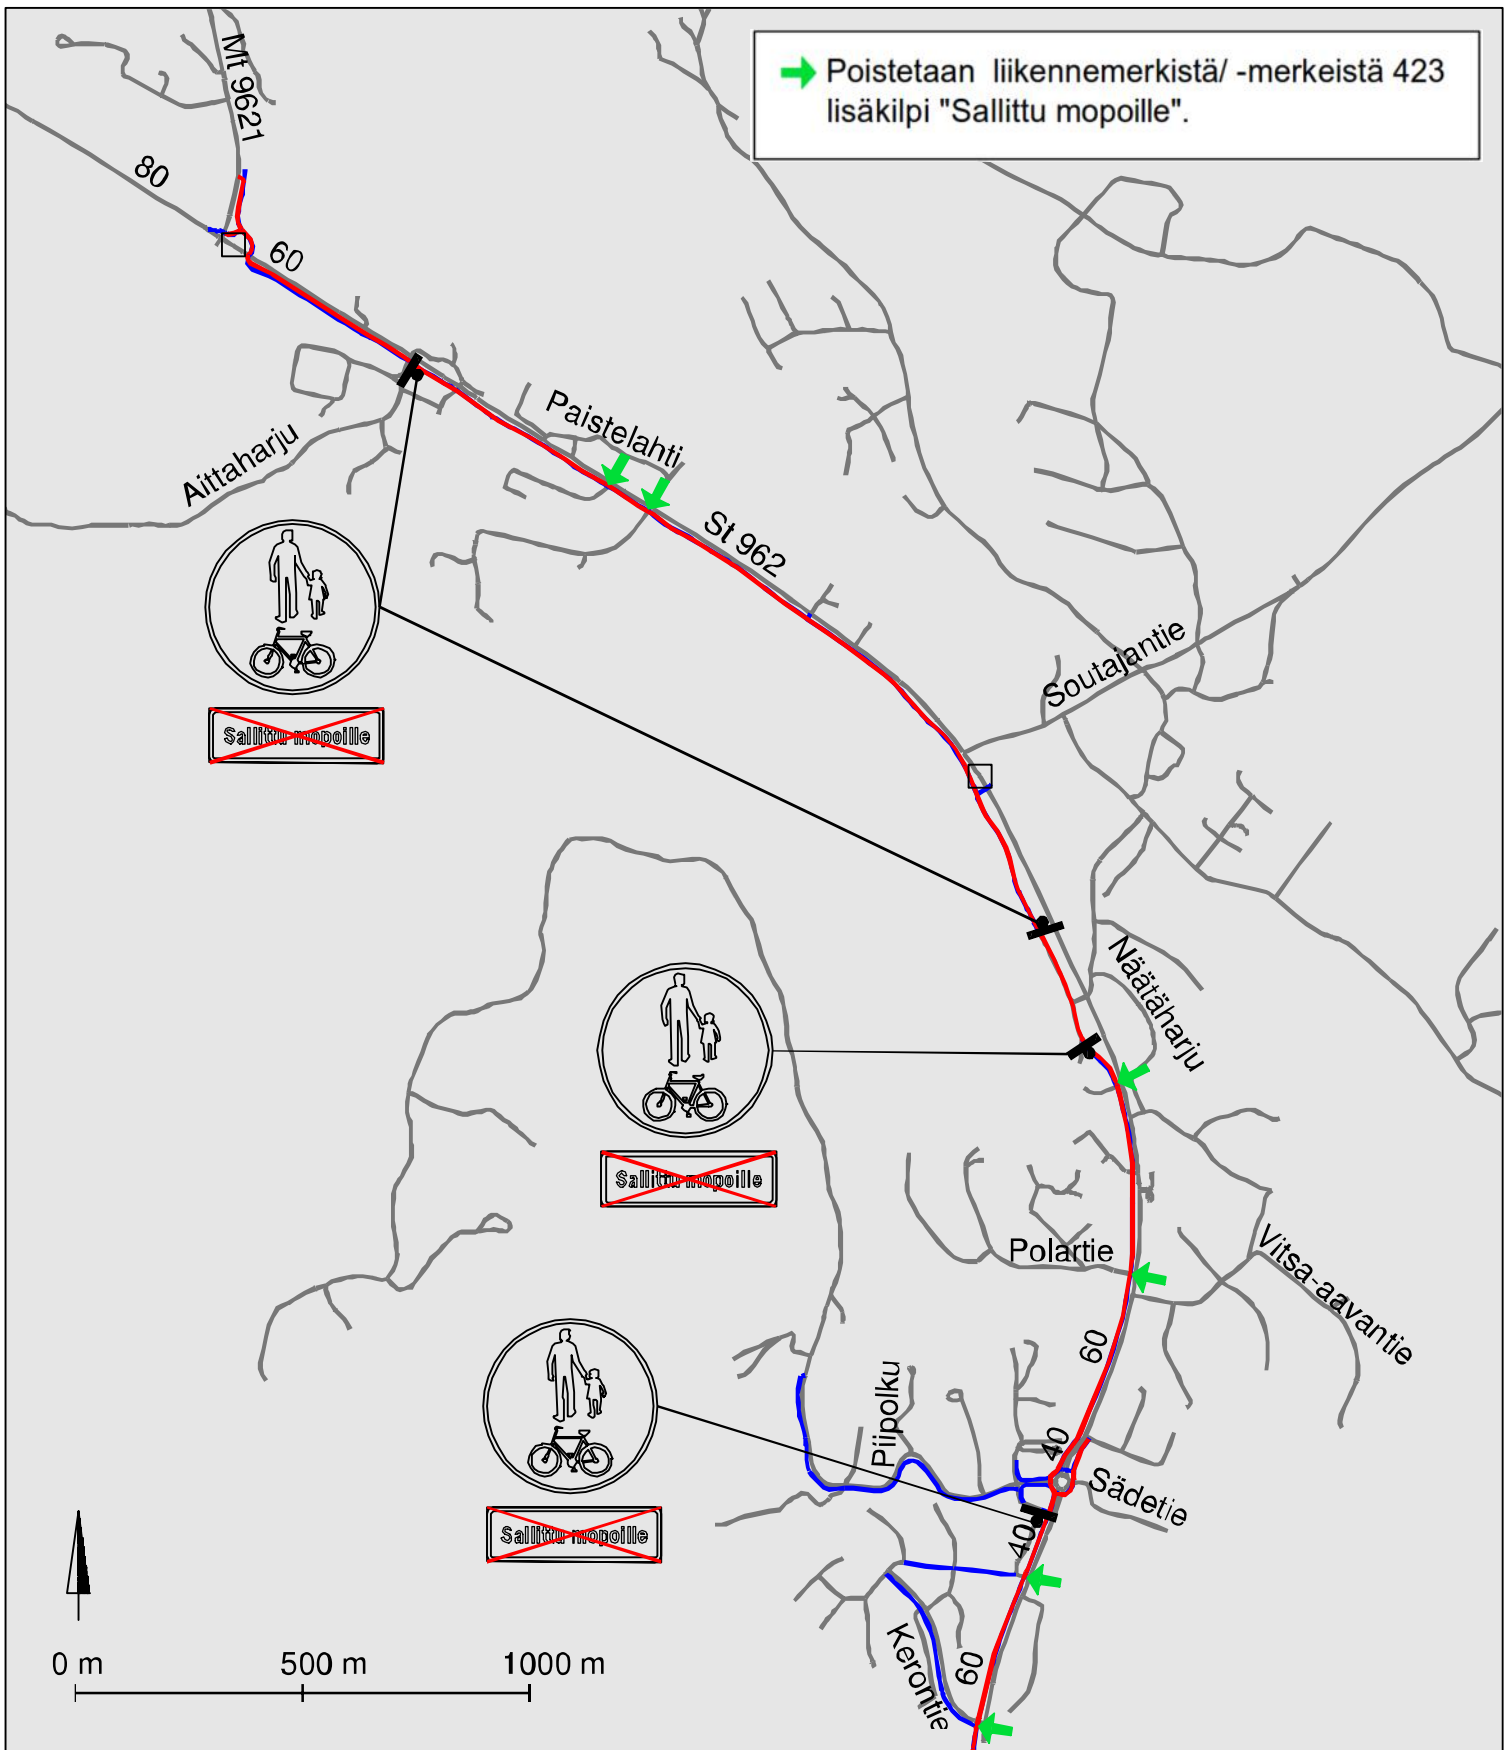 Poistetaan liikennemerkistä/ -merkeistä 423
lisäkilpi "Sallittu mopoille".
Mt 9621
80
60
Paistelahti
Aittaharju
St 962
Soutajantie
Sallittu mopoille
Näätäharju
Sallittu mopoille
Polartie
Vitsa-aavantie
60
Piipolku
40
Sädetie
Sallittu mopoille
40
Kerontie
60
0 m
500 m
1000 m